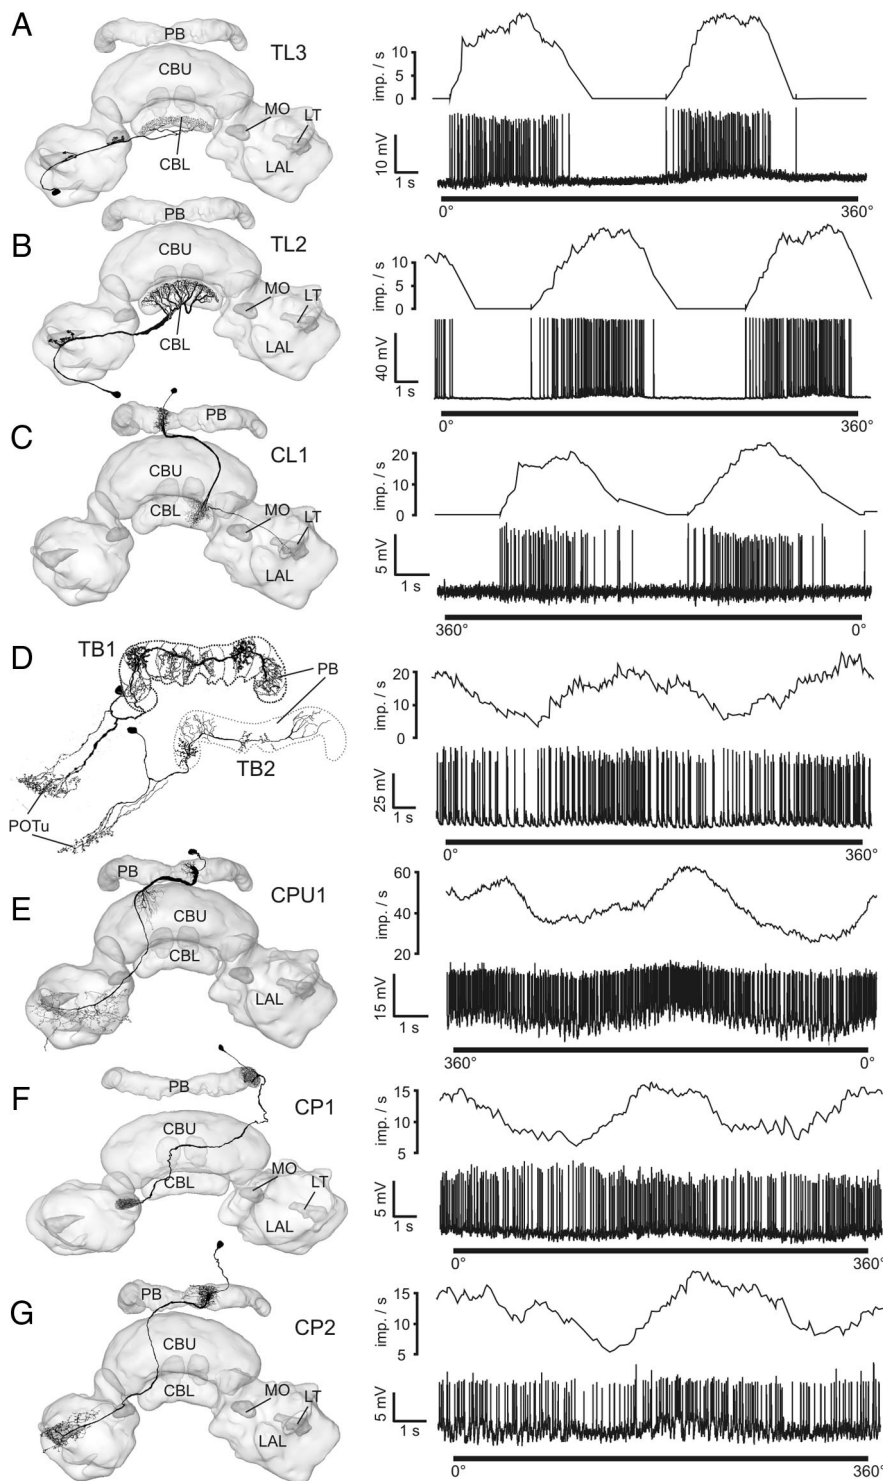 A
PB
TL3
CBU
MO
LT
CBL
LAL
imp. / s
10
5
0
10 mV
1 s
0°
360°
B
PB
TL2
CBU
MO
LT
CBL
LAL
imp. / s
10
5
0
40 mV
1 s
0°
360°
C
PB
CL1
CBU
CBL
MO
LT
LAL
imp. / s
20
10
0
5 mV
1 s
360°
0°
D
TB1
PB
TB2
POTu
imp. / s
20
10
0
25 mV
1 s
0°
360°
E
PB
CPU1
CBU
CBL
LAL
imp. / s
60
40
20
15 mV
1 s
360°
0°
F
PB
CP1
CBU
MO
CBL
LT
LAL
imp. / s
15
10
5
5 mV
1 s
0°
360°
G
PB
CP2
CBU
CBL
MO
LT
LAL
imp. / s
15
10
5
5 mV
1 s
0°
360°